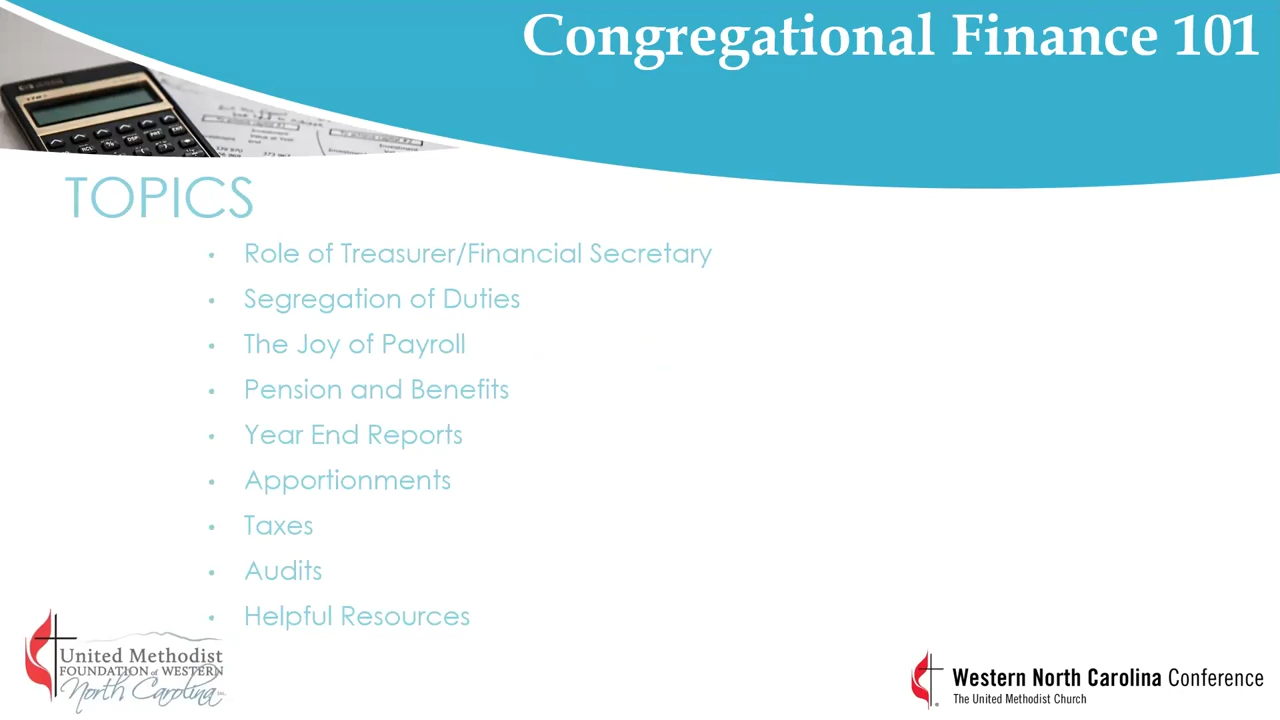 Congregational Finance 101
TOPICS
• Role of Treasurer/Financial Secretary
• Segregation of Duties
• The Joy of Payroll
• Pension and Benefits
• Year End Reports
• Apportionments
• Taxes
• Audits
• Helpful Resources
United Methodist
FOUNDATION of WESTERN
North Carolina
Western North Carolina Conference
The United Methodist Church